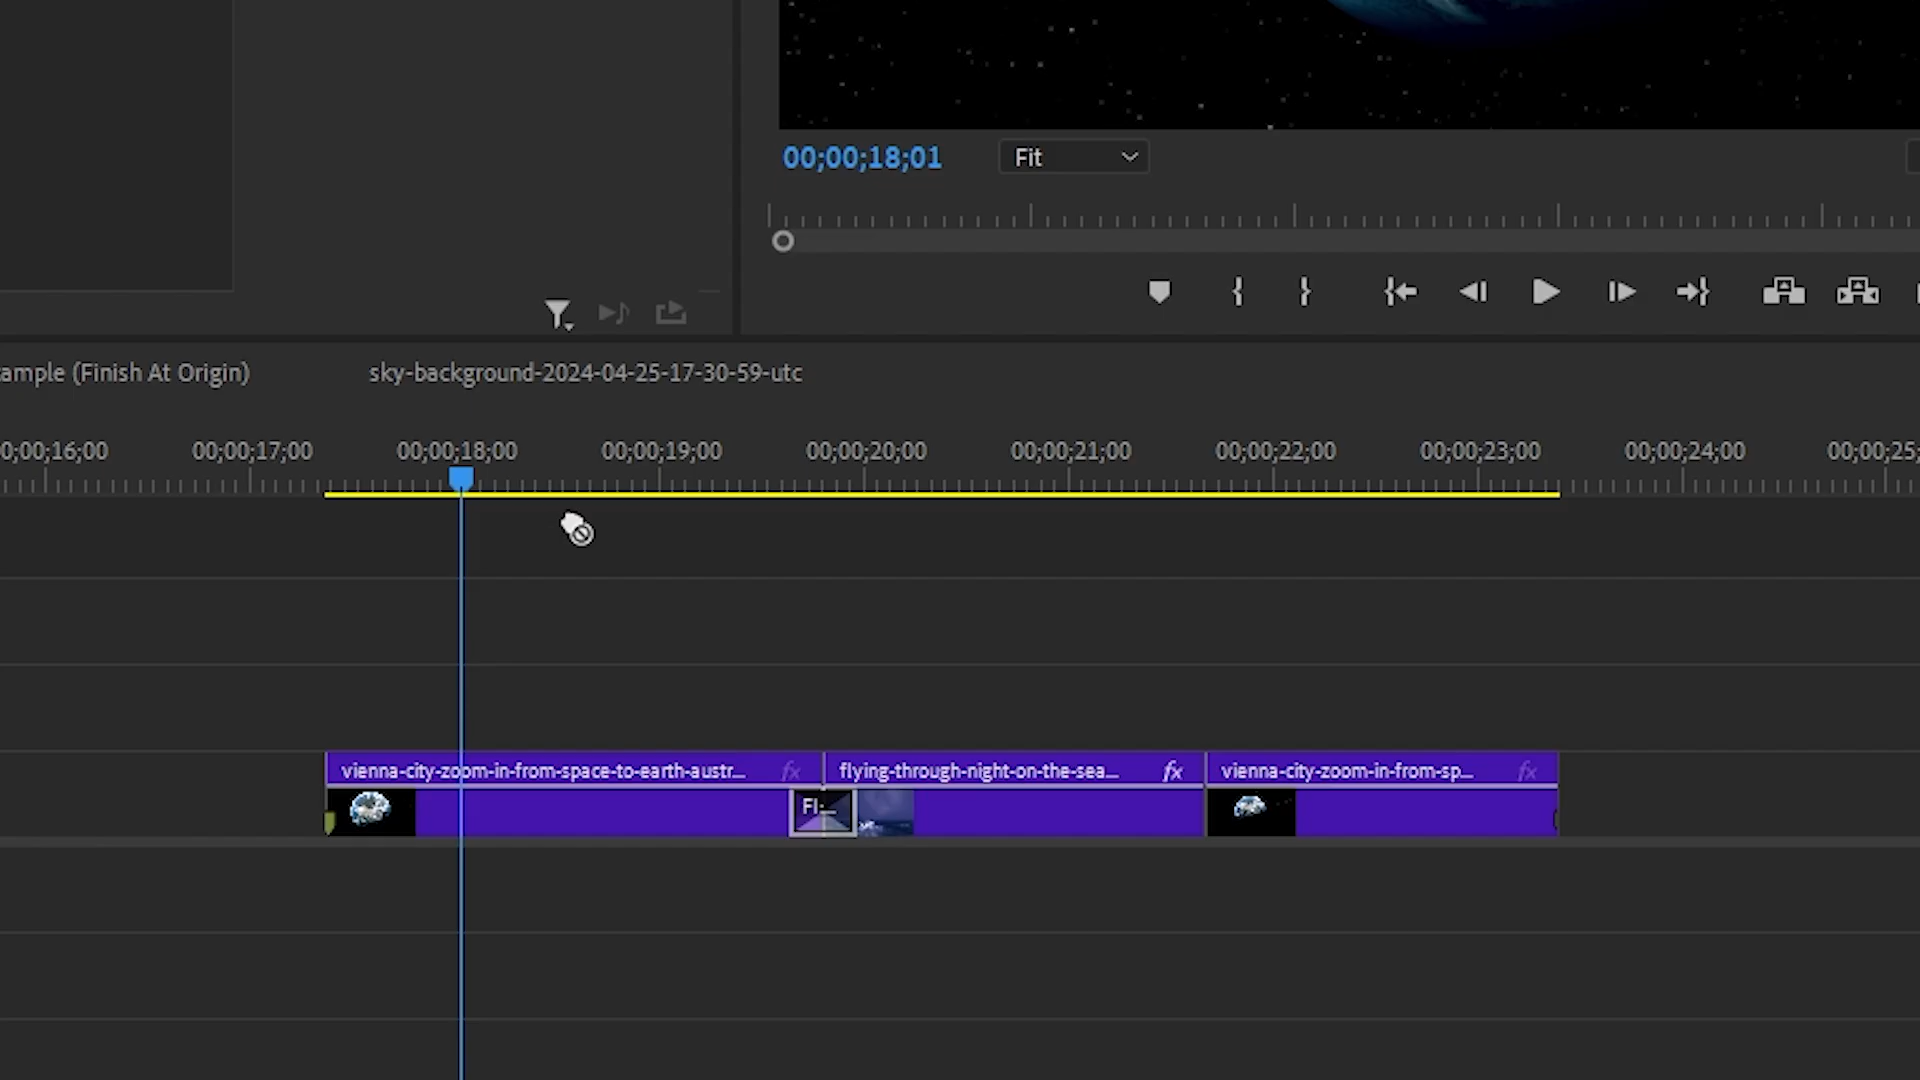 00;00;18;01
Fit
ample (Finish At Origin)
sky-background-2024-04-25-17-30-59-utc
0;00;16;00
00;00;17;00
00;00;18;00
00;00;19;00
00;00;20;00
00;00;21;00
00;00;22;00
00;00;23;00
00;00;24;00
00;00;25;
vienna-city-zoom-in-from-space-to-earth-austr... fx
flying-through-night-on-the-sea... fx
vienna-city-zoom-in-from-sp... fx
Fl...